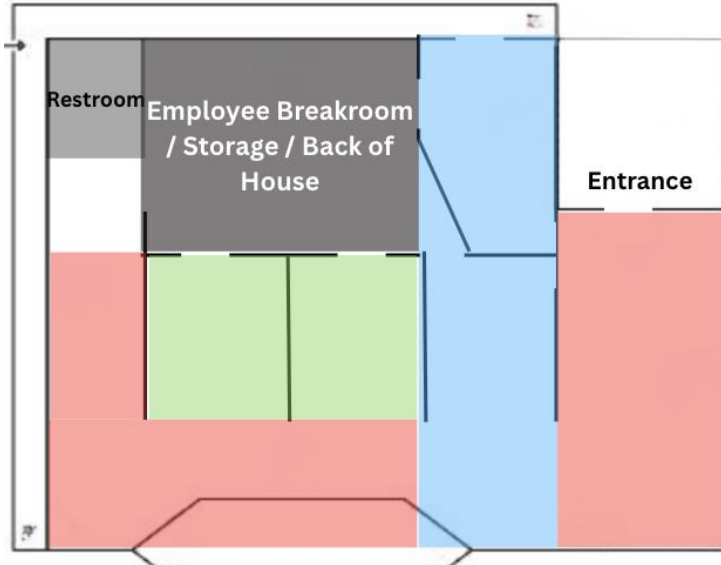 Restroom
Employee Breakroom
/ Storage / Back of
House
Entrance